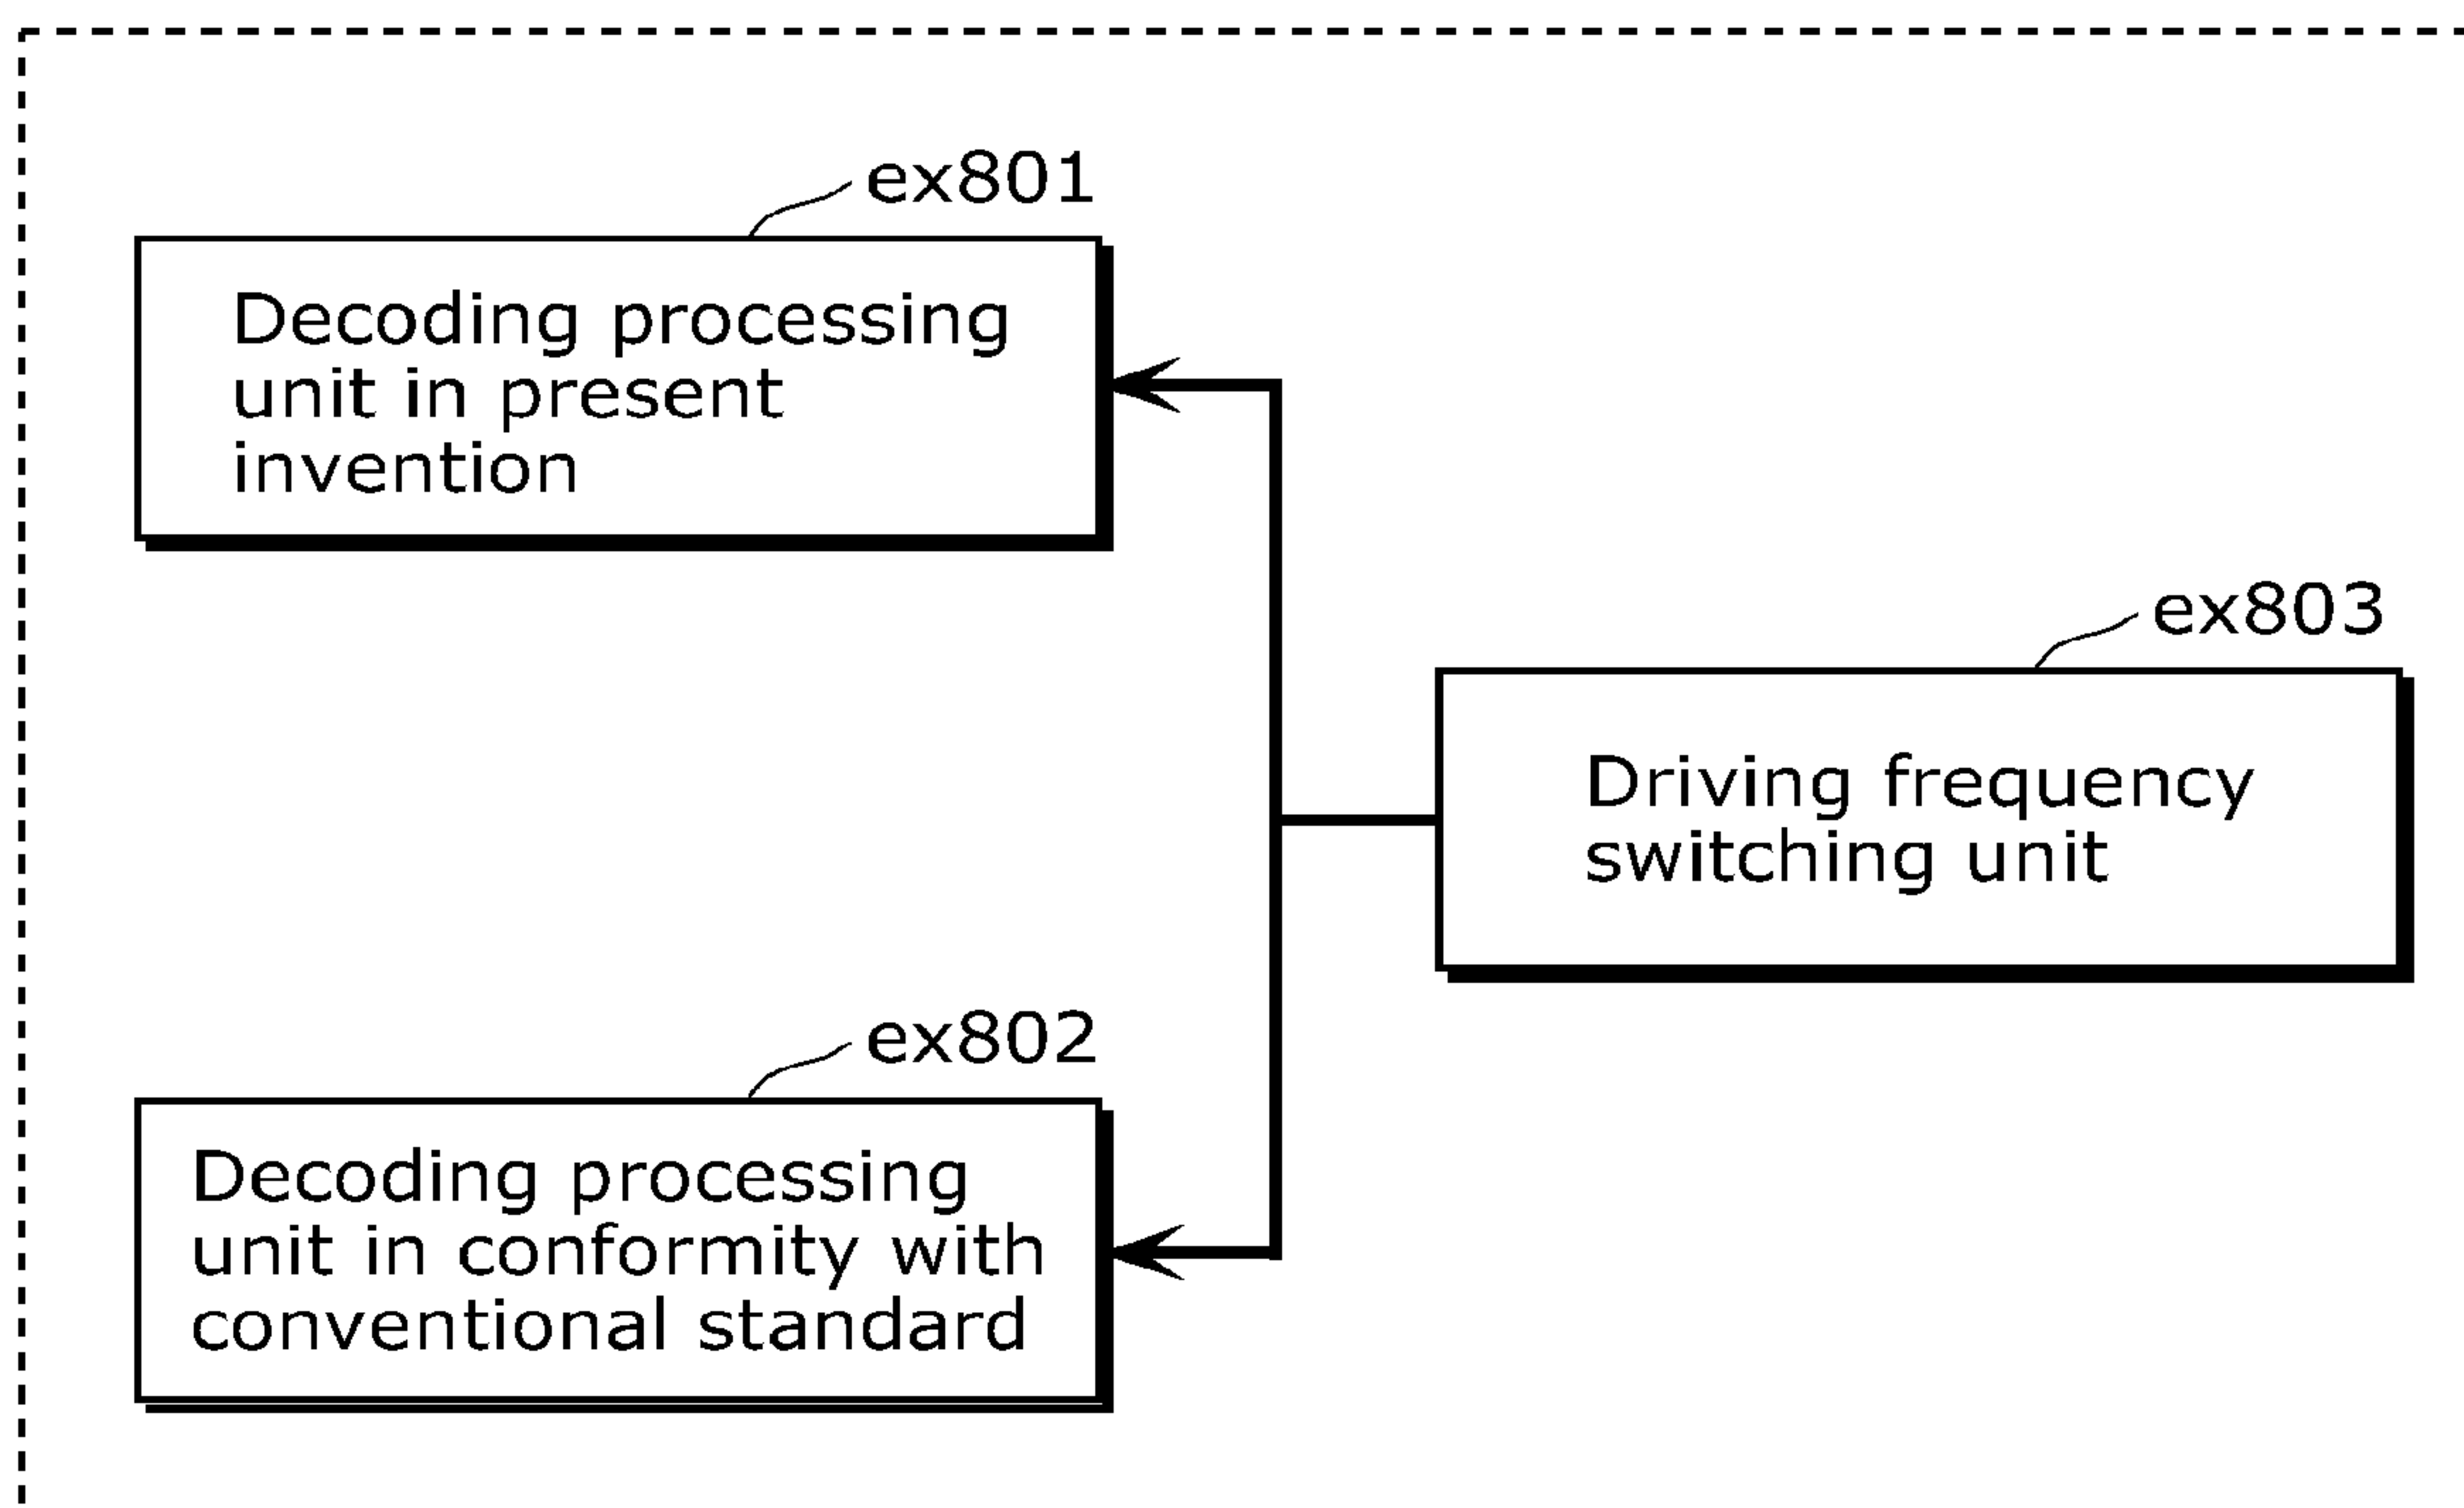 ex801
Decoding processing
unit in present
invention
ex803
Driving frequency
switching unit
ex802
Decoding processing
unit in conformity with
conventional standard